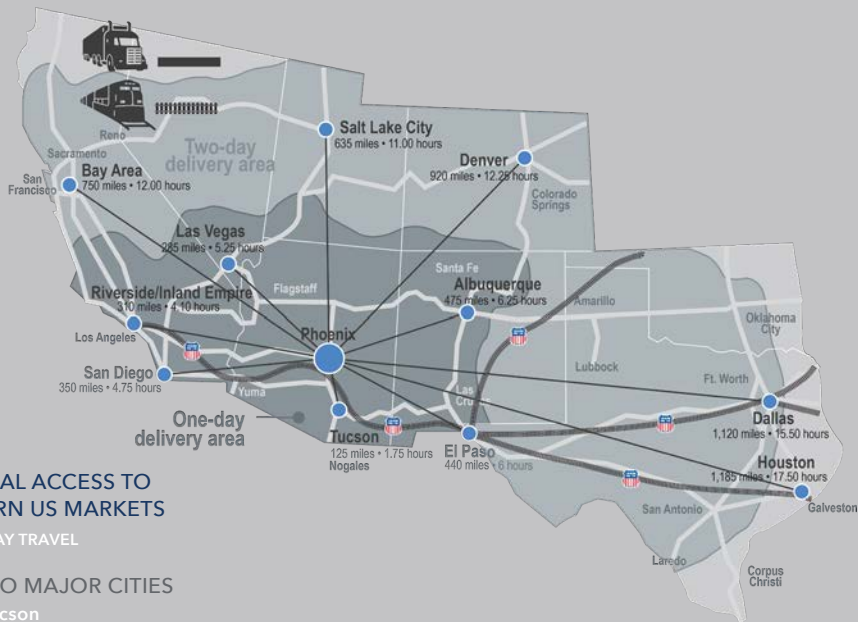 Reno
Sacramento
San
Francisco
Bay Area
750 miles • 12.00 hours
Two-day
delivery area
Salt Lake City
635 miles • 11.00 hours
Denver
920 miles • 12.25 hours
Colorado
Springs
Las Vegas
285 miles • 5.25 hours
Riverside/Inland Empire
310 miles • 4.10 hours
Los Angeles
Flagstaff
Santa Fe
Albuquerque
475 miles • 6.25 hours
Amarillo
Oklahoma
City
Phoenix
San Diego
350 miles • 4.75 hours
Yuma
Lubbock
Ft. Worth
Las
Dallas
1,120 miles • 15.50 hours
One-day
delivery area
Tucson
125 miles • 1.75 hours
Nogales
El Paso
440 miles • 6 hours
Houston
1,185 miles • 17.50 hours
Galveston
San Antonio
Laredo
Corpus
Christi
AL ACCESS TO
RN US MARKETS
AY TRAVEL
O MAJOR CITIES
cson